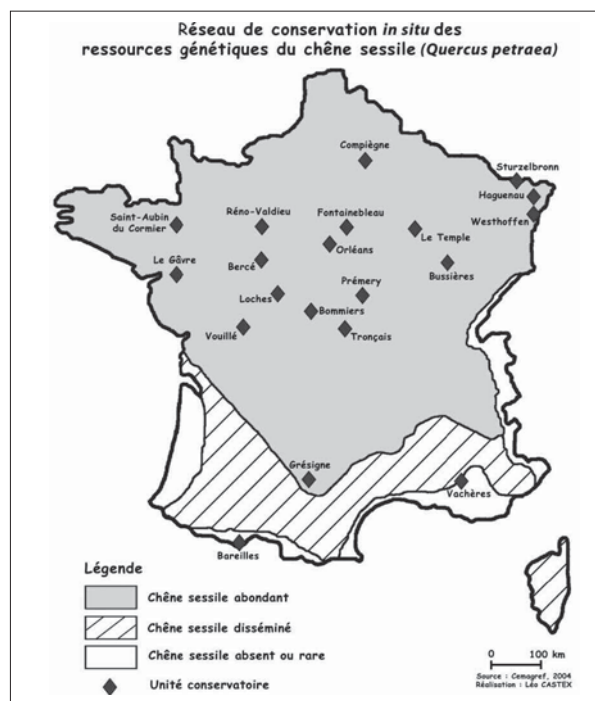 Réseau de conservation in situ des
ressources génétiques du chêne sessile (Quercus petraea)
Compiègne
Sturzelbronn
Haguenau
Westhoffen
Saint-Aubin
du Cormier
Réno-Valdieu
Fontainebleau
Le Temple
Orléans
Le Gâvre
Bercé
Bussières
Loches
Prémery
Bommiers
Vouillé
Tronçais
Grésigne
Vachères
Bareilles
Légende
Chêne sessile abondant
Chêne sessile disséminé
Chêne sessile absent ou rare
Unité conservatoire
0 100 km
Source : Cemagref, 2004
Réalisation : Léo CASTEX